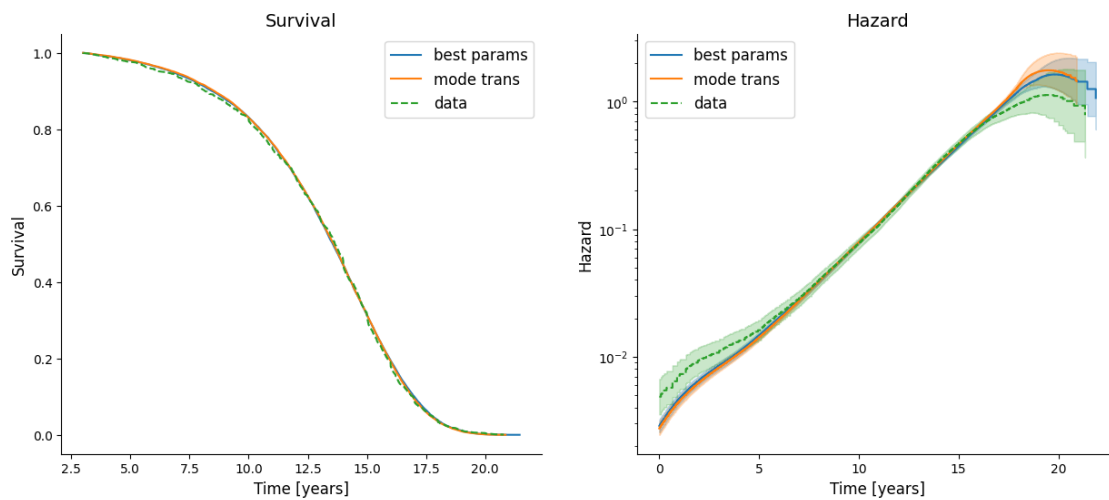 Survival
best params
mode trans
data
1.0
0.8
0.6
0.4
0.2
0.0
Survival
2.5
5.0
7.5
10.0
12.5
15.0
17.5
20.0
Time [years]
Hazard
best params
mode trans
data
10⁰
10⁻¹
10⁻²
Hazard
0
5
10
15
20
Time [years]